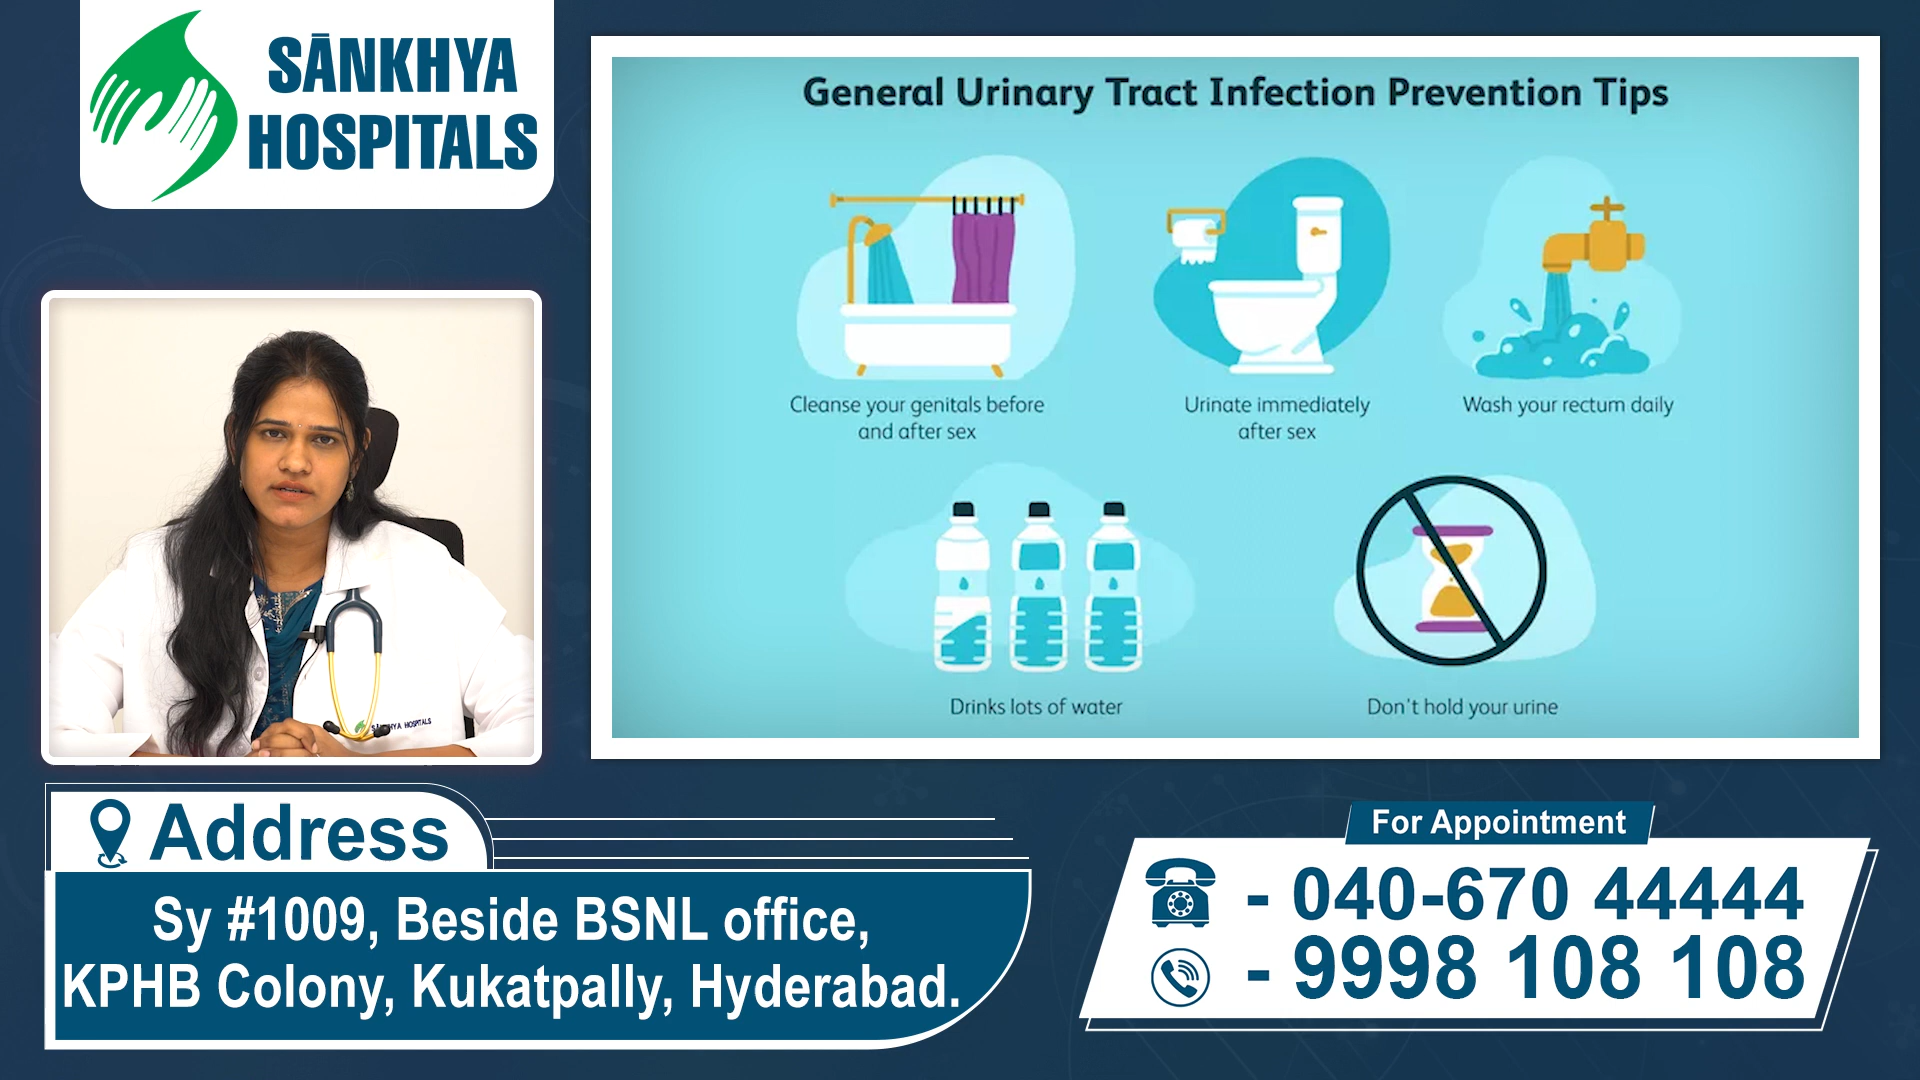 SĀNKHYA
HOSPITALS
General Urinary Tract Infection Prevention Tips
Cleanse your genitals before
and after sex
Urinate immediately
after sex
Wash your rectum daily
Drinks lots of water
Don't hold your urine
SĀNKHYA HOSPITALS
Address
Sy #1009, Beside BSNL office,
KPHB Colony, Kukatpally, Hyderabad.
For Appointment
- 040-670 44444
- 9998 108 108